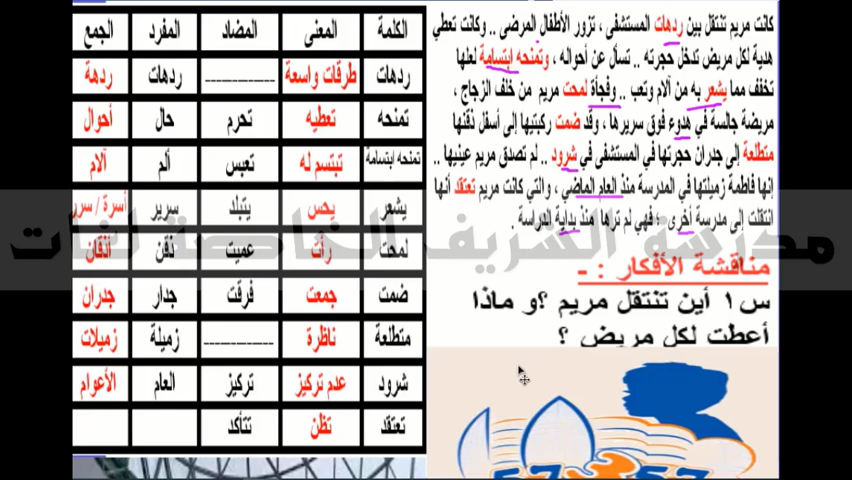 كانت مريم تنتقل بين ردهات المستشفى ، تزور الأطفال المرضى .. وكانت تعطي
هدية لكل مريض تدخل حجرته .. تسأل عن أحواله ، وتمنحه ابتسامة لعلها
تخفف مما يشعر به من آلام وتعب .. وفجأة لمحت مريم من خلف الزجاج ،
مريضة جالسة في هدوء فوق سريرها ، وقد ضمت ركبتيها إلى أسفل ذقنها
متطلعة إلى جدران حجرتها في المستشفى في شرود .. لم تصدق مريم عينيها ..
إنها فاطمة زميلتها في المدرسة منذ العام الماضي ، والتي كانت مريم تعتقد أنها
انتقلت إلى مدرسة أخرى ؛ فهي لم ترها منذ بداية الدراسة .
مناقشة الأفكار : -
س ١ أين تنتقل مريم ؟و ماذا
أعطت لكل مريض ؟
الكلمة المعنى المضاد المفرد الجمع
ردهات طرقات واسعة ------------ ردهات ردهة
تمنحه تعطيه تحرم حال أحوال
تمنحه ابتسامة تبتسم له تعبس ألم آلام
يشعر يحس يتبلد سرير أسرة / سرر
لمحت رأت عميت ذقن أذقان
ضمت جمعت فرقت جدار جدران
متطلعة ناظرة ------------ زميلة زميلات
شرود عدم تركيز تركيز العام الأعوام
تعتقد تظن تتأكد
مدرسة الشريف الخاصة لغات
57 357